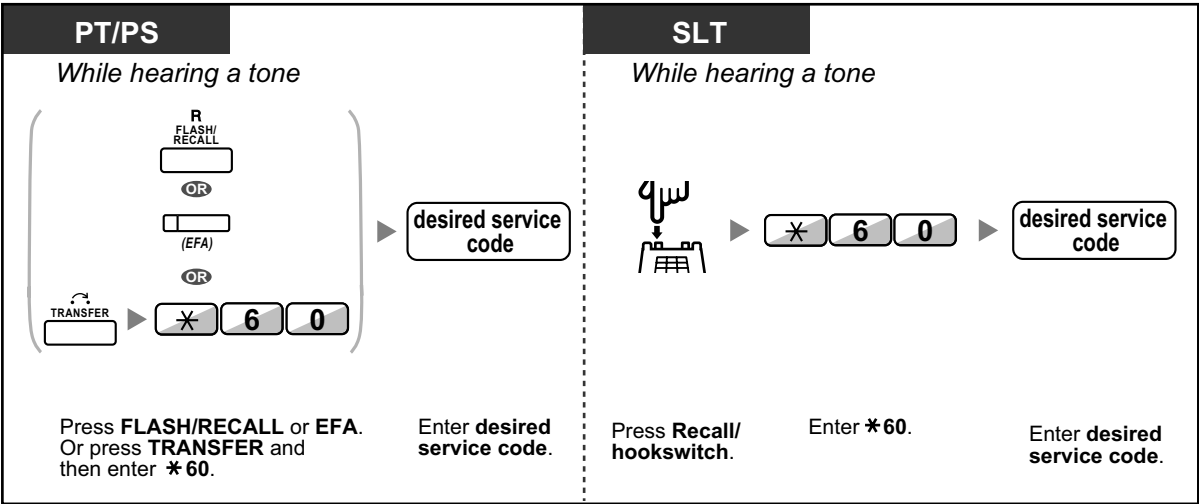 PT/PS
While hearing a tone
R
FLASH/
RECALL
OR
(EFA)
OR
TRANSFER
* 6 0
desired service
code
Press FLASH/RECALL or EFA.
Or press TRANSFER and
then enter *60.
Enter desired
service code.
SLT
While hearing a tone
* 6 0
desired service
code
Press Recall/
hookswitch.
Enter *60.
Enter desired
service code.